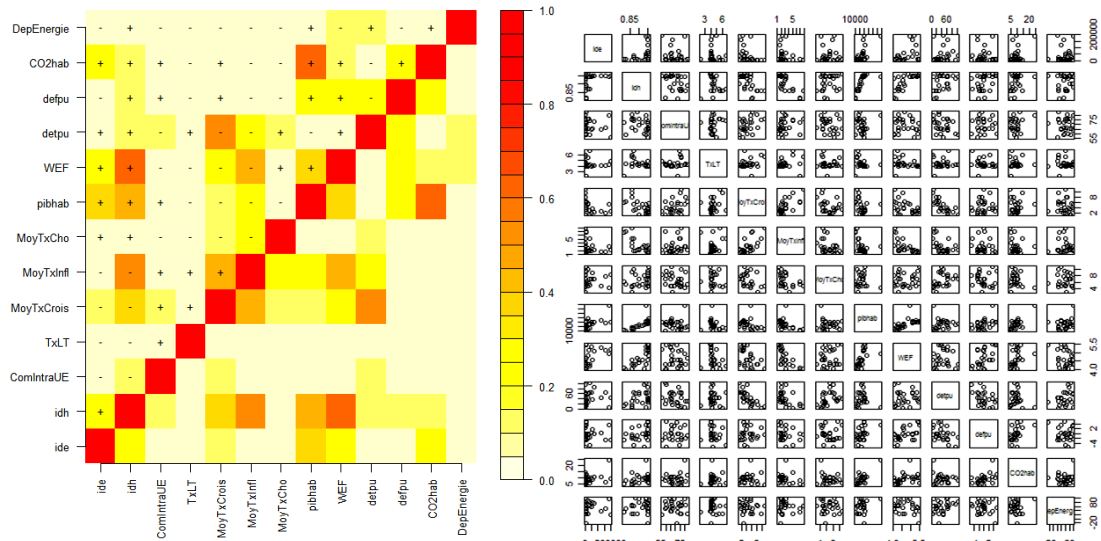 DepEnergie - + - - - - - + - + - -
CO2hab + + + - + - - + + - +
defpu - + + - + - - + + -
detpu + + - + - - + - +
WEF + + - - - - + +
pibhab + + + - - - -
MoyTxCho + + - - - -
MoyTxInfl - - + + +
MoyTxCrois - - + +
TxLT - - +
ComIntraUE - -
idh +
ide
ide idh ComIntraUE TxLT MoyTxCrois MoyTxInfl MoyTxCho pibhab WEF detpu defpu CO2hab DepEnergie
1.0
0.8
0.6
0.4
0.2
0.0
0.85 3 6 1 5 10000 0 60 5 20
ide
0 200000
0.85 idh
omIntraU
55 75
3 6 TxLT
oyTxCroi
2 8
1 5 MoyTxInfl
oyTxCho
4 8
10000 pibhab
WEF
4.0 5.5
0 60 detpu
defpu
-4 2
5 20 CO2hab
epEnergi
-20 80